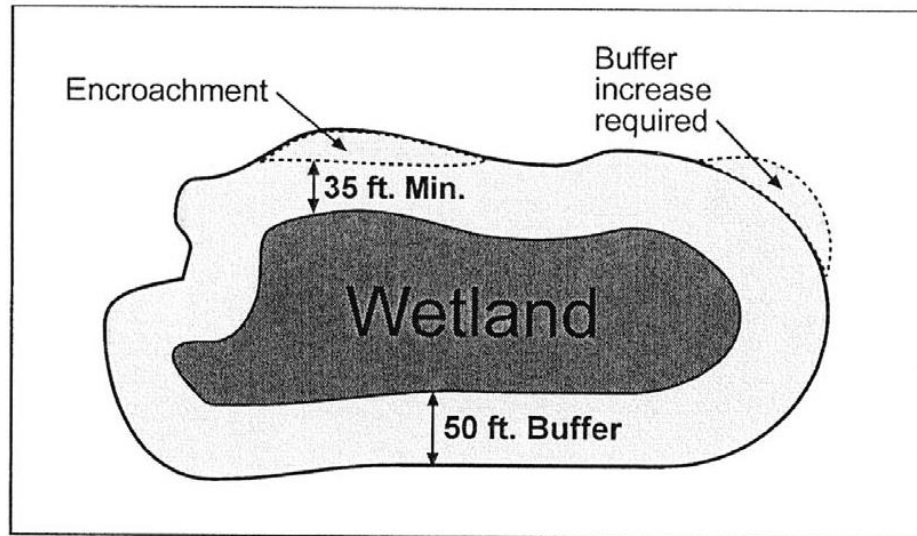 Encroachment
Buffer
increase
required
35 ft. Min.
Wetland
50 ft. Buffer